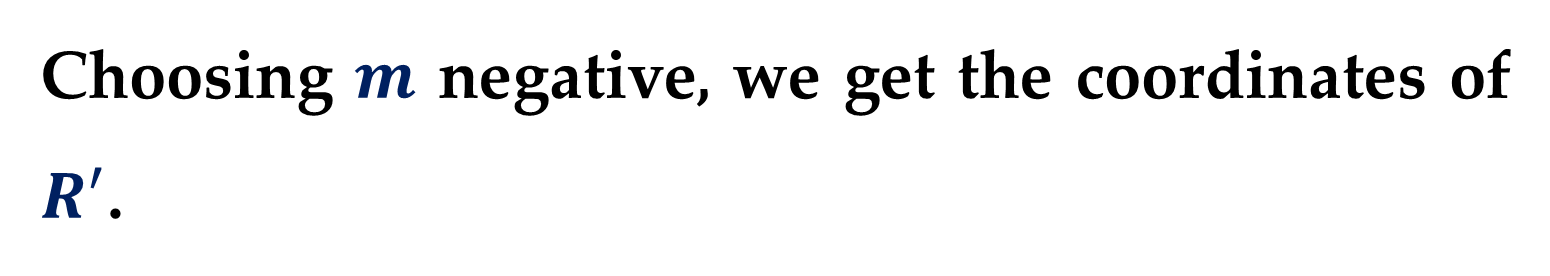 Choosing m negative, we get the coordinates of
R′.